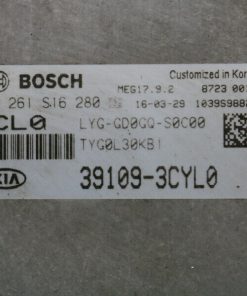 BOSCH
Customized in Kor
MEG17.9.2 8723 00
261 S16 280 16-03-29 1039S988
CL0 LYG-GD0GQ-S0C00
TYG0L30KB1
KIA 39109-3CYL0